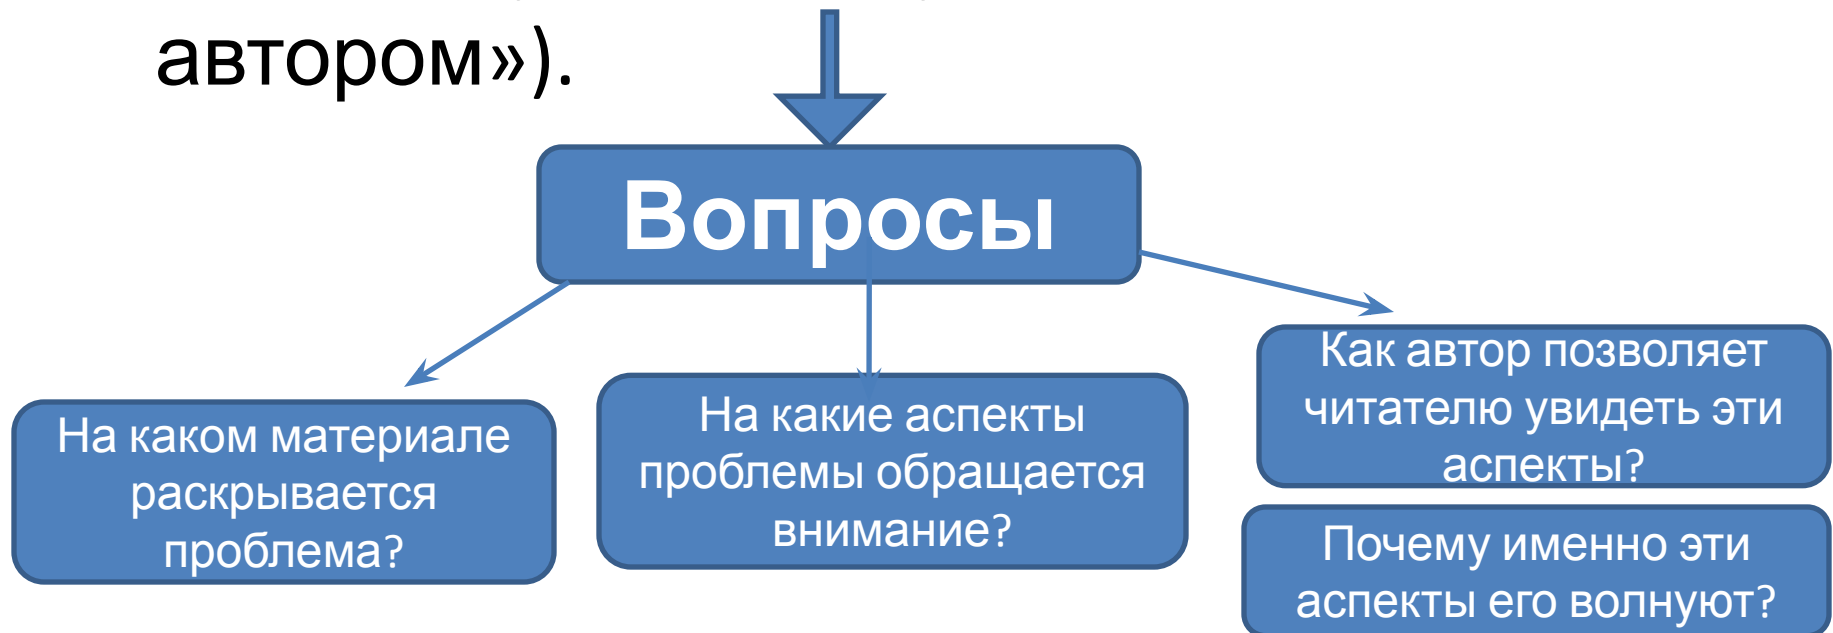 автором»).
Вопросы
На каком материале
раскрывается
проблема?
На какие аспекты
проблемы обращается
внимание?
Как автор позволяет
читателю увидеть эти
аспекты?
Почему именно эти
аспекты его волнуют?